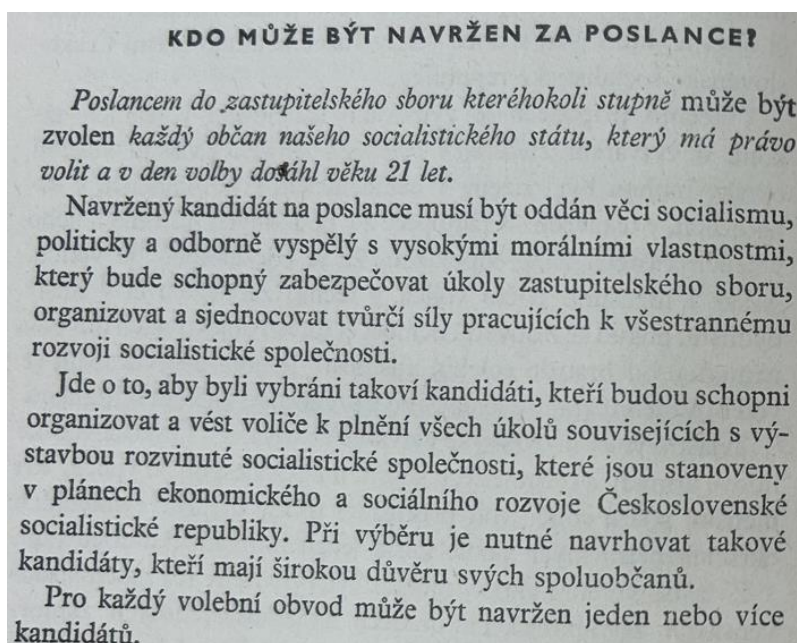 KDO MŮŽE BÝT NAVRŽEN ZA POSLANCE?
Poslancem do zastupitelského sboru kteréhokoli stupně může být
zvolen každý občan našeho socialistického státu, který má právo
volit a v den volby dosáhl věku 21 let.
Navržený kandidát na poslance musí být oddán věci socialismu,
politicky a odborně vyspělý s vysokými morálními vlastnostmi,
který bude schopný zabezpečovat úkoly zastupitelského sboru,
organizovat a sjednocovat tvůrčí síly pracujících k všestrannému
rozvoji socialistické společnosti.
Jde o to, aby byli vybráni takoví kandidáti, kteří budou schopni
organizovat a vést voliče k plnění všech úkolů souvisejících s vý-
stavbou rozvinuté socialistické společnosti, které jsou stanoveny
v plánech ekonomického a sociálního rozvoje Československé
socialistické republiky. Při výběru je nutné navrhovat takové
kandidáty, kteří mají širokou důvěru svých spoluobčanů.
Pro každý volební obvod může být navržen jeden nebo více
kandidátů.